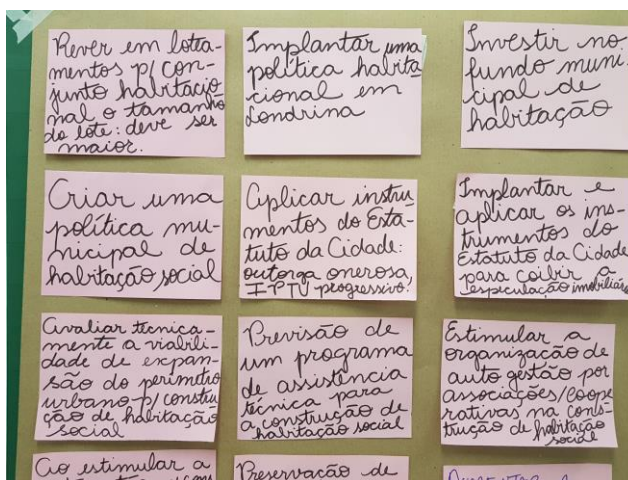 Rever em lotea-
mentos p/ con-
junto habitacio
nal o tamanho
do lote: deve ser
maior.
Implantar uma
política habita
cional em
Londrina
Investir no
fundo muni-
cipal de
habitação
Criar uma
política mu-
nicipal de
habitação social
Aplicar instru-
mentos do Esta-
tuto da Cidade:
outorga onerosa,
IPTU progressivo.
Implantar e
aplicar os ins-
trumentos do
Estatuto da Cidade
para coibir a
especulação imobiliária
Avaliar técnica-
mente a viabili-
dade de expan-
são do perímetro
urbano p/ constru
ção de habitação
social
Previsão de
um programa
de assistência
técnica para
a construção de
habitação social
Estimular a
organização de
auto gestão por
associações/coope
rativas na cons-
trução de habitação
social
Ao estimular a
Preservação de